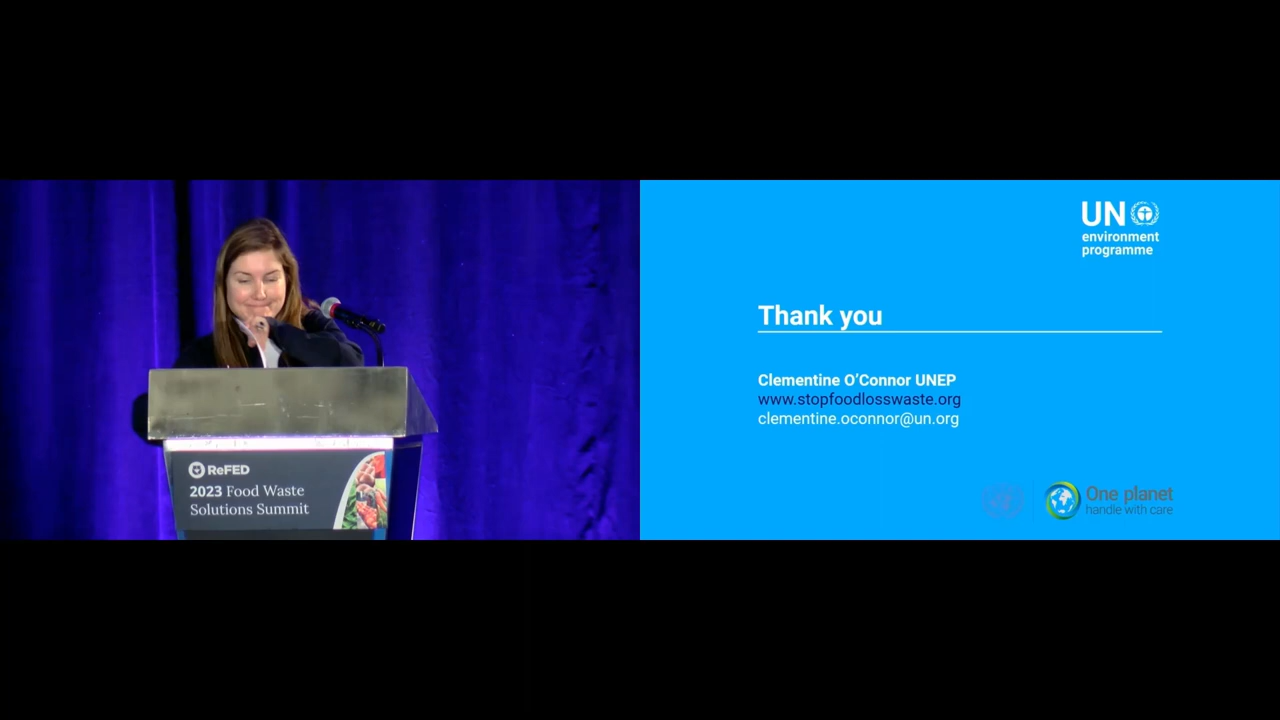 ReFED
2023 Food Waste
Solutions Summit
UN
environment
programme
Thank you
Clementine O’Connor UNEP
www.stopfoodlosswaste.org
clementine.oconnor@un.org
One planet
handle with care